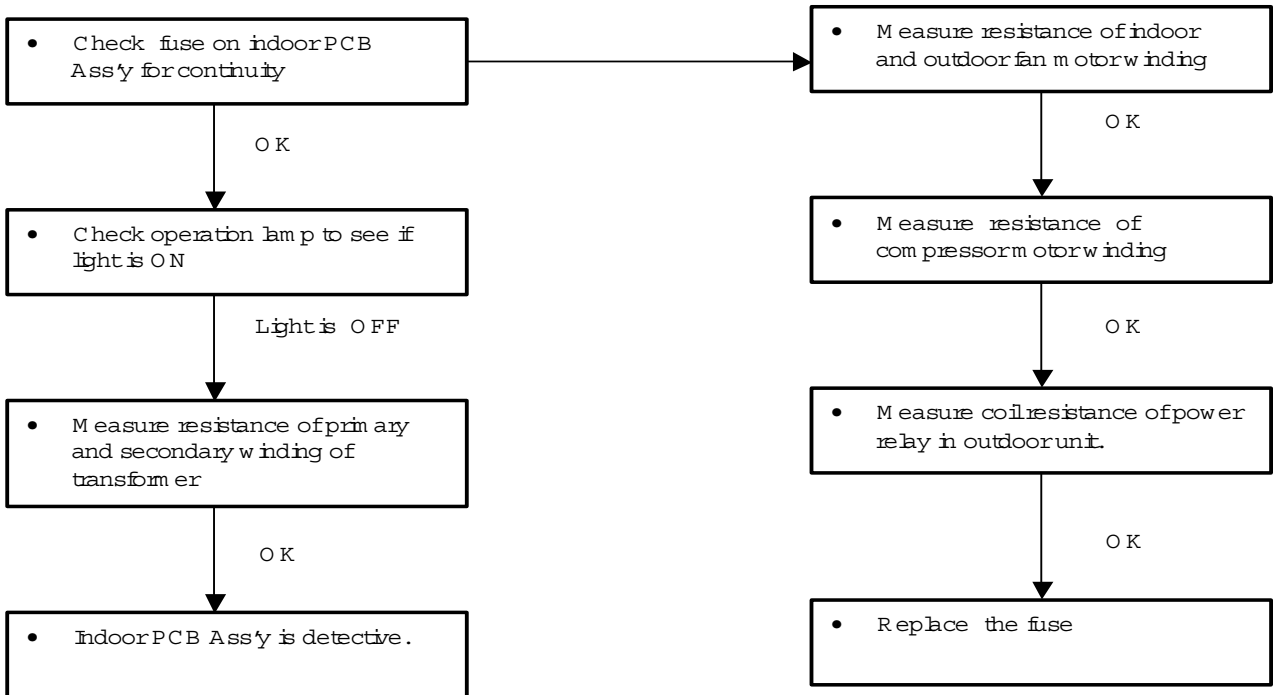 • Check fuse on indoor PCB
Ass'y for continuity
OK
• Check operation lamp to see if
light is ON
Light is OFF
• Measure resistance of primary
and secondary winding of
transformer
OK
• Indoor PCB Ass'y is detective.
• Measure resistance of indoor
and outdoor fan motor winding
OK
• Measure resistance of
compressor motor winding
OK
• Measure coil resistance of power
relay in outdoor unit.
OK
• Replace the fuse